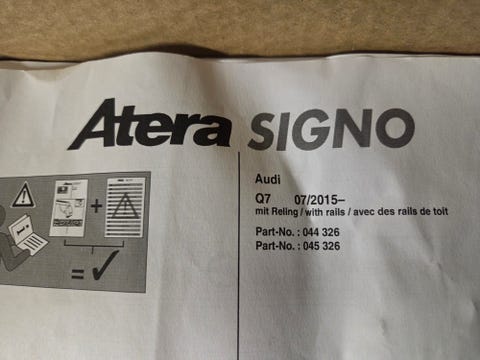 Atera SIGNO
Audi
Q7 07/2015–
mit Reling / with rails / avec des rails de toit
Part-No. : 044 326
Part-No. : 045 326